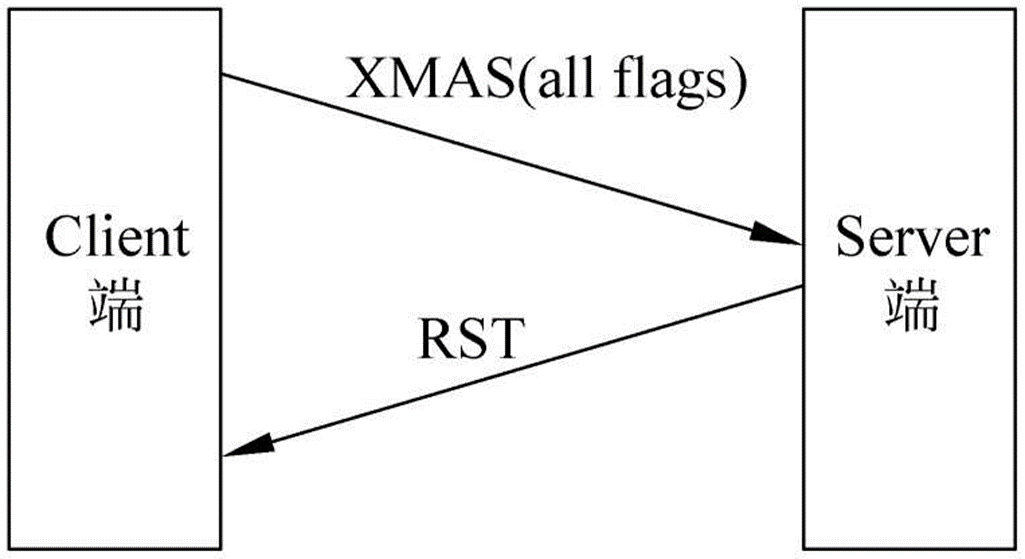 XMAS(all flags)
Client
端
Server
端
RST